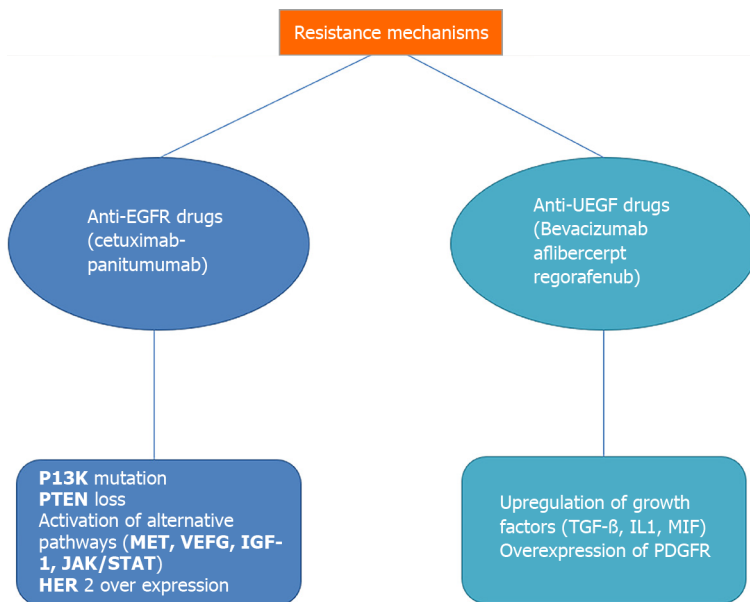 Resistance mechanisms
Anti-EGFR drugs
(cetuximab-
panitumumab)
Anti-UEGF drugs
(Bevacizumab
aflibercerpt
regorafenub)
P13K mutation
PTEN loss
Activation of alternative
pathways (MET, VEFG, IGF-
1, JAK/STAT)
HER 2 over expression
Upregulation of growth
factors (TGF-ß, IL1, MIF)
Overexpression of PDGFR